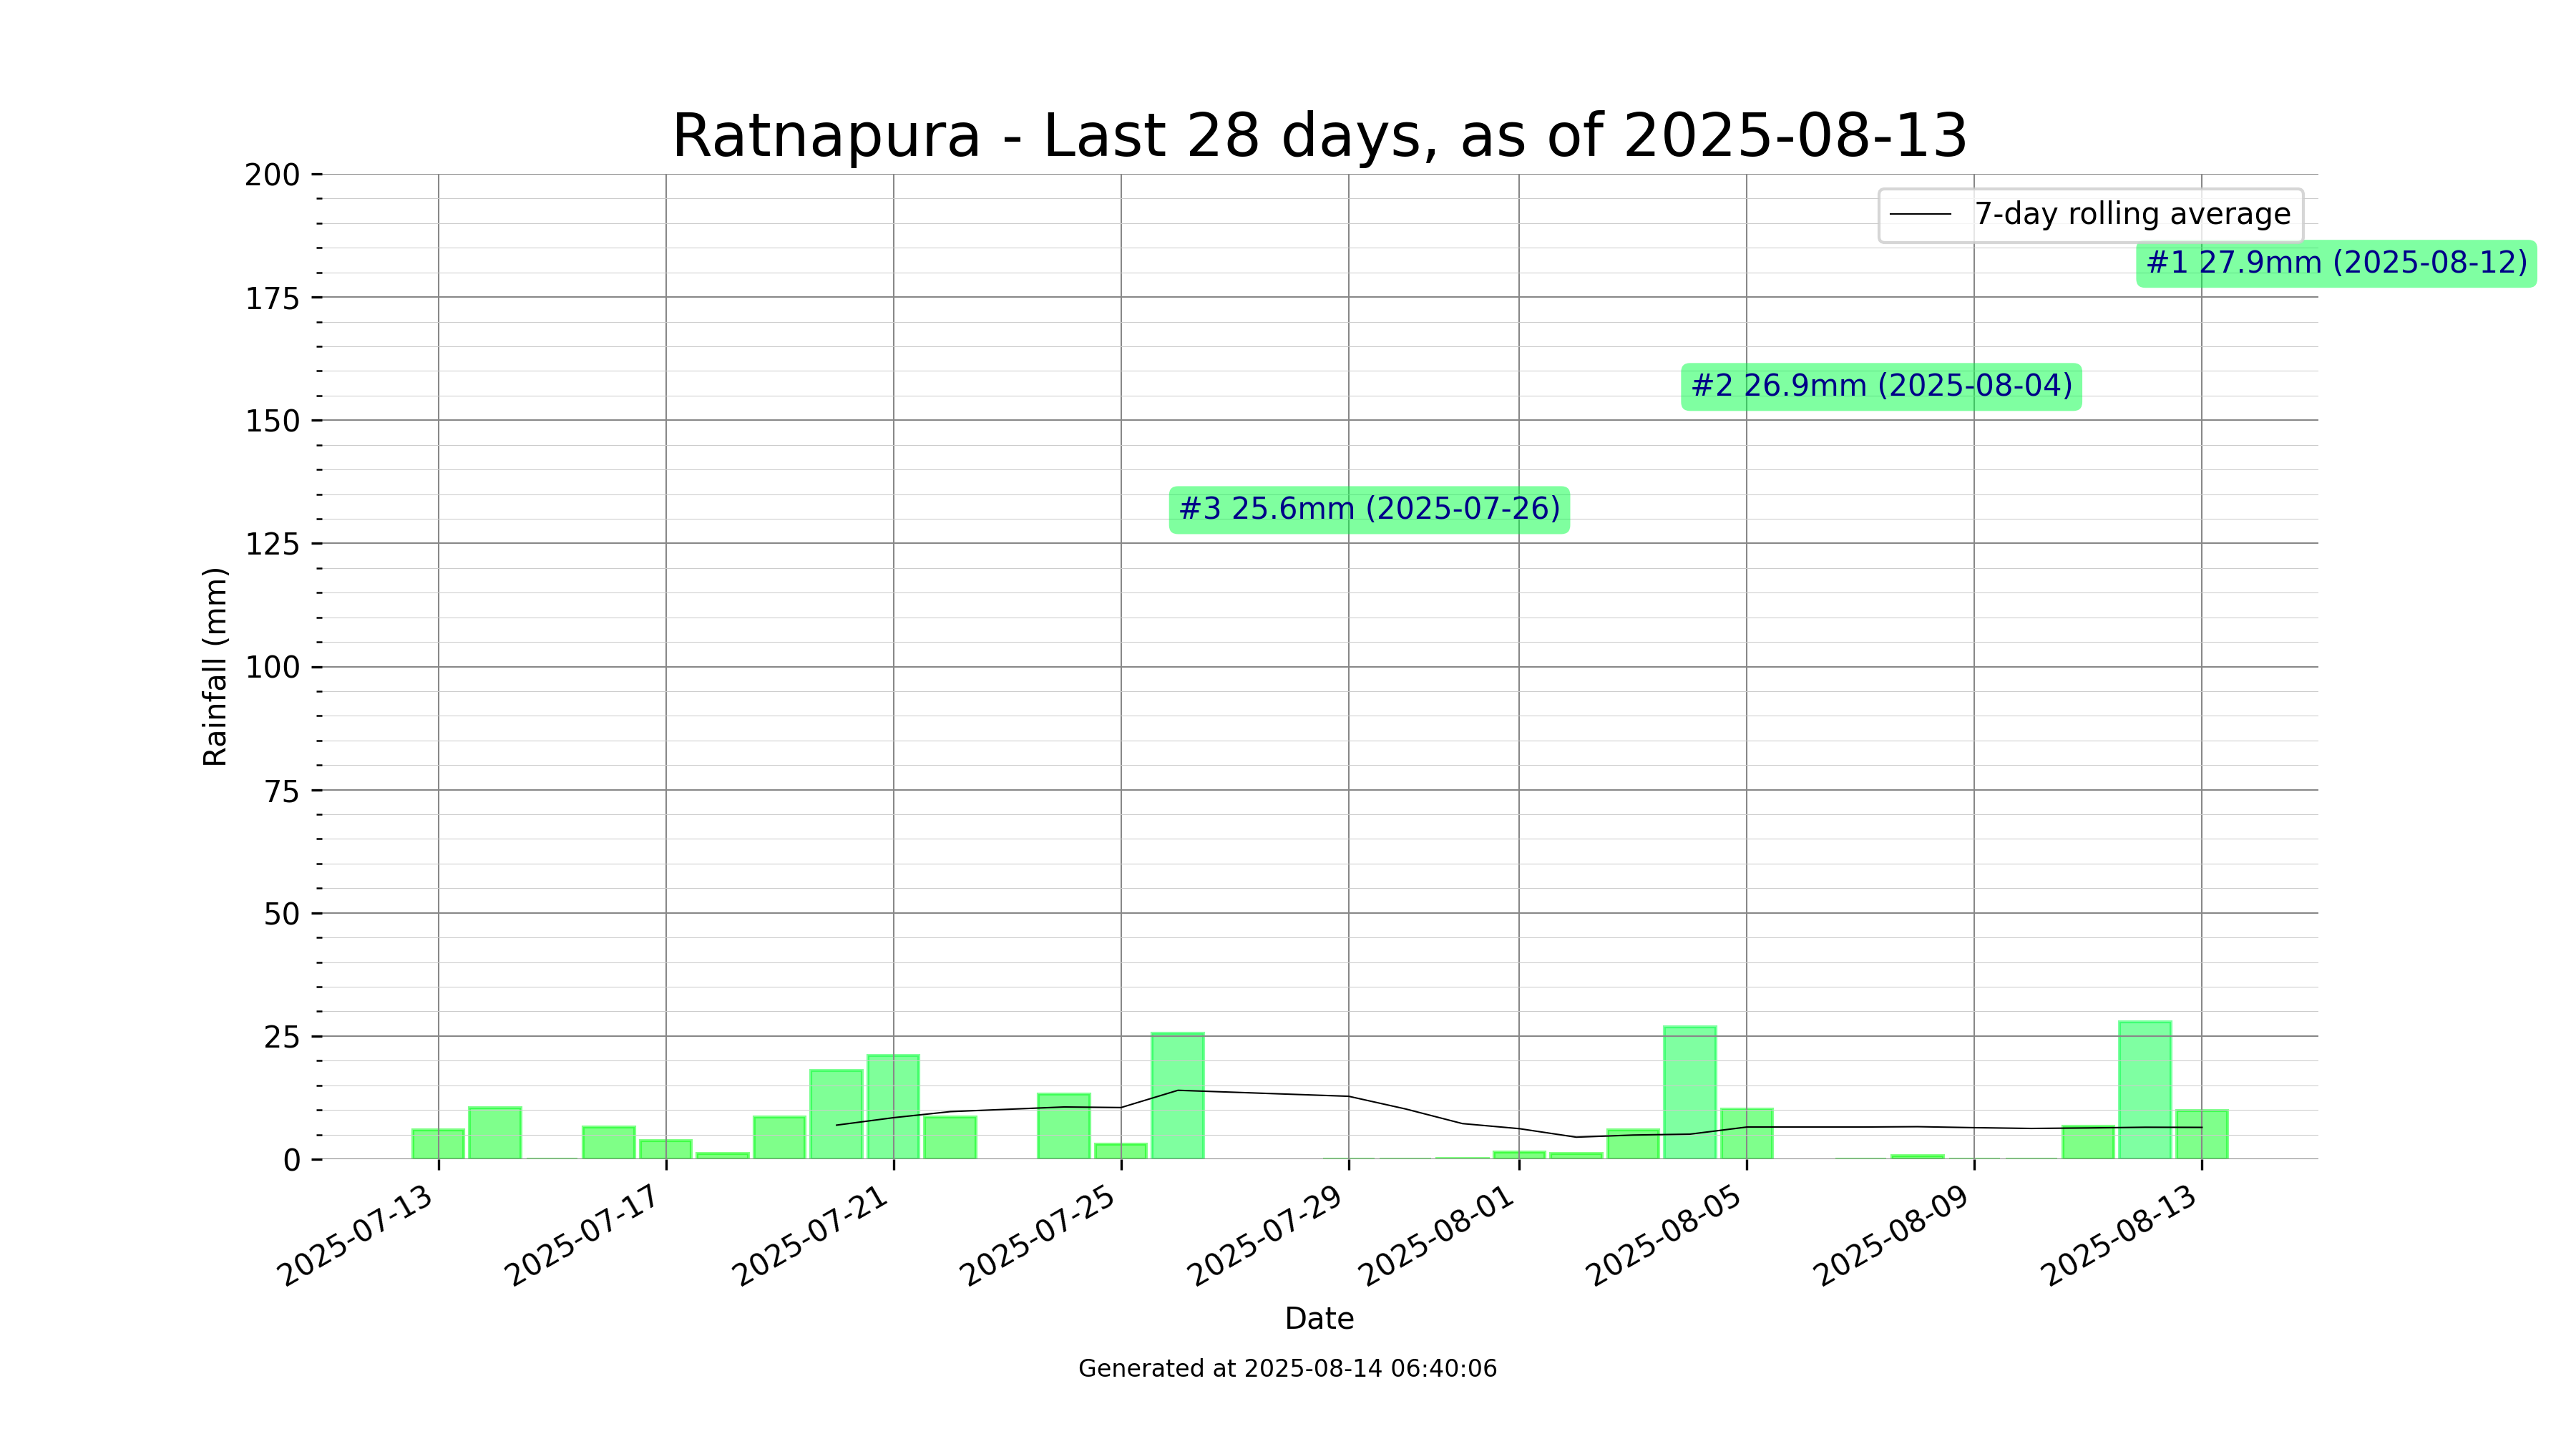 Ratnapura - Last 28 days, as of 2025-08-13
7-day rolling average
#1 27.9mm (2025-08-12)
#2 26.9mm (2025-08-04)
#3 25.6mm (2025-07-26)
Rainfall (mm)
200
175
150
125
100
75
50
25
0
2025-07-13
2025-07-17
2025-07-21
2025-07-25
2025-07-29
2025-08-01
2025-08-05
2025-08-09
2025-08-13
Date
Generated at 2025-08-14 06:40:06